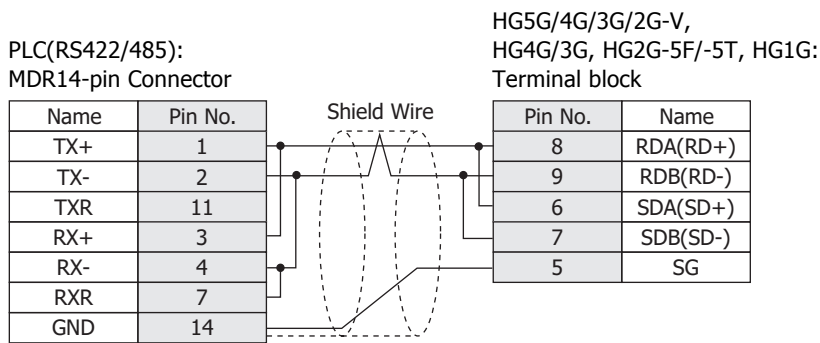 HG5G/4G/3G/2G-V,
PLC(RS422/485): HG4G/3G, HG2G-5F/-5T, HG1G:
MDR14-pin Connector Terminal block
Name Pin No. Shield Wire Pin No. Name
TX+ 1 8 RDA(RD+)
TX- 2 9 RDB(RD-)
TXR 11 6 SDA(SD+)
RX+ 3 7 SDB(SD-)
RX- 4 5 SG
RXR 7
GND 14